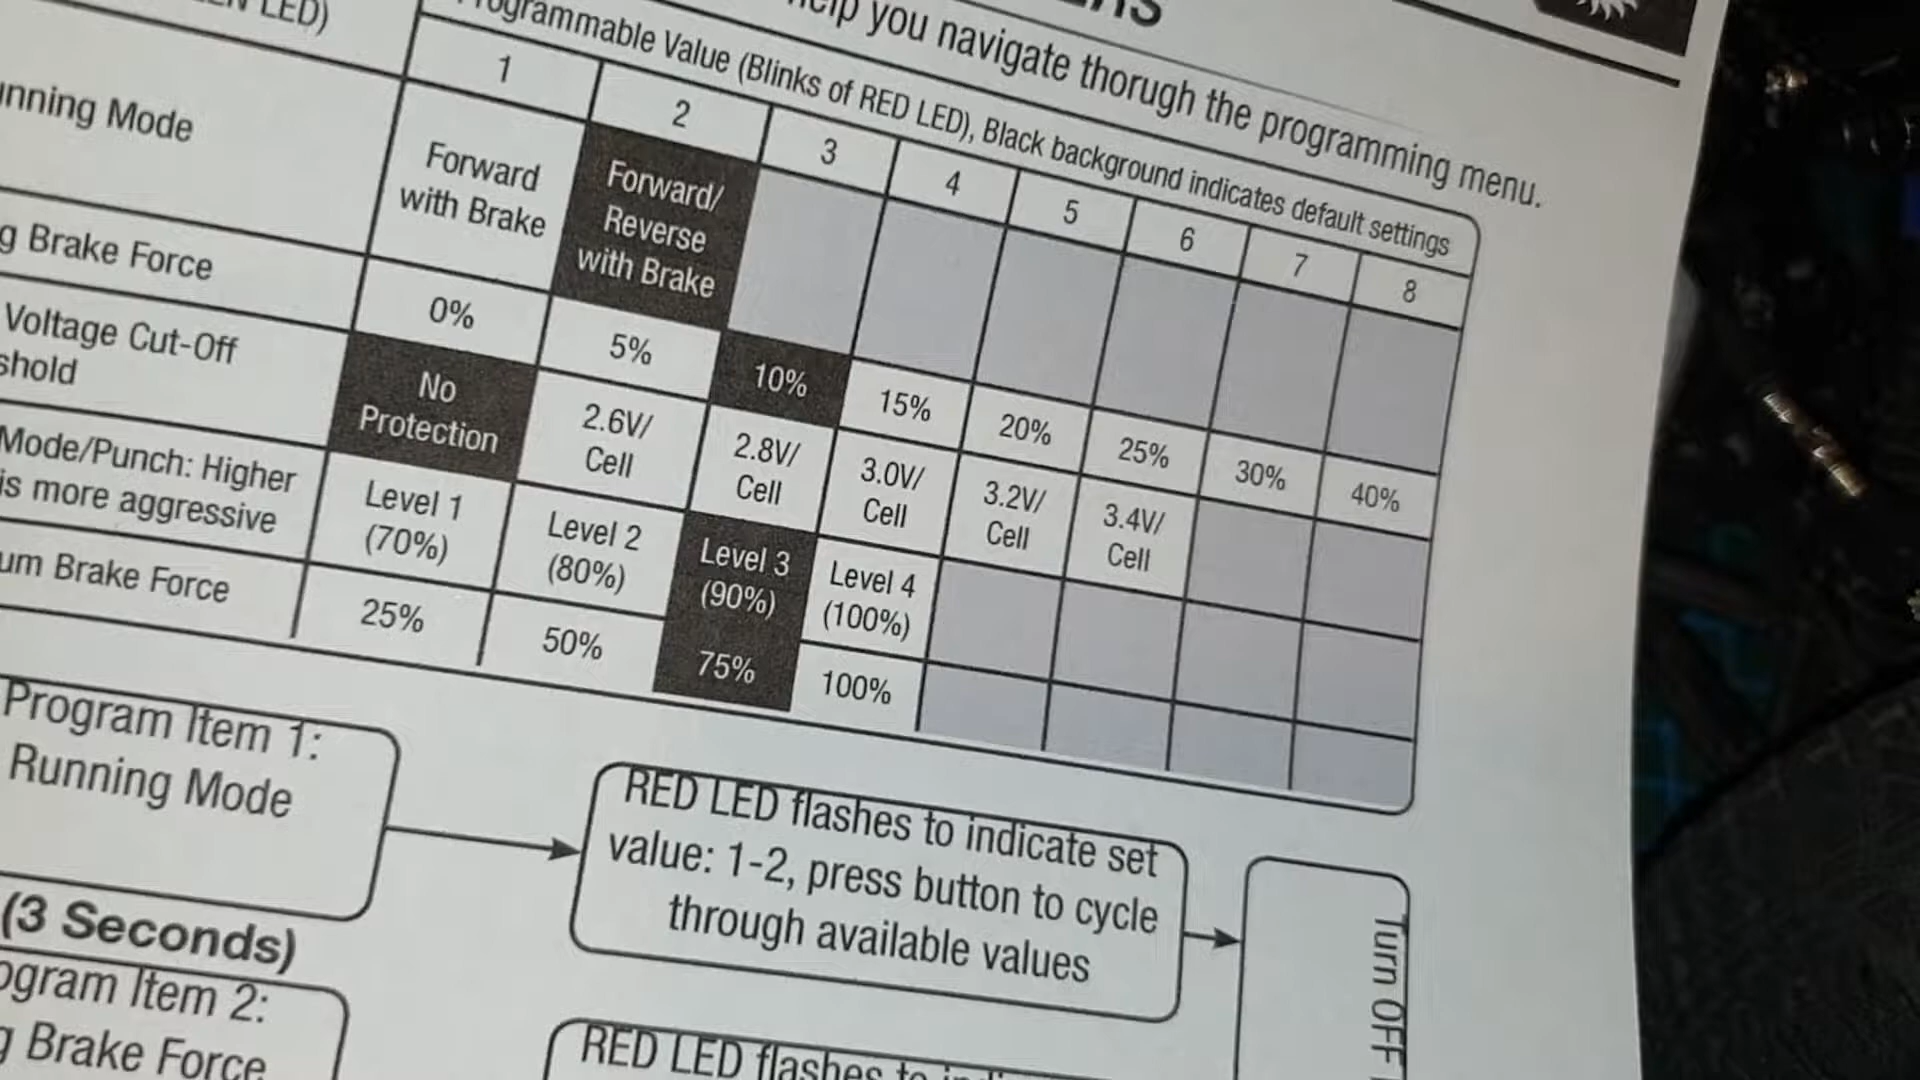 help you navigate thorugh the programming menu.
LED)
Programmable Value (Blinks of RED LED), Black background indicates default settings
1 2 3 4 5 6 7 8
unning Mode
Forward
with Brake
Forward/
Reverse
with Brake
g Brake Force
0% 5% 10% 15% 20% 25% 30% 40%
Voltage Cut-Off
shold
No
Protection
2.6V/
Cell
2.8V/
Cell
3.0V/
Cell
3.2V/
Cell
3.4V/
Cell
Mode/Punch: Higher
is more aggressive
Level 1
(70%)
Level 2
(80%)
Level 3
(90%)
Level 4
(100%)
um Brake Force
25% 50% 75% 100%
Program Item 1:
Running Mode
RED LED flashes to indicate set
value: 1-2, press button to cycle
through available values
Turn OFF
(3 Seconds)
ogram Item 2:
g Brake Force
RED LED flashes to